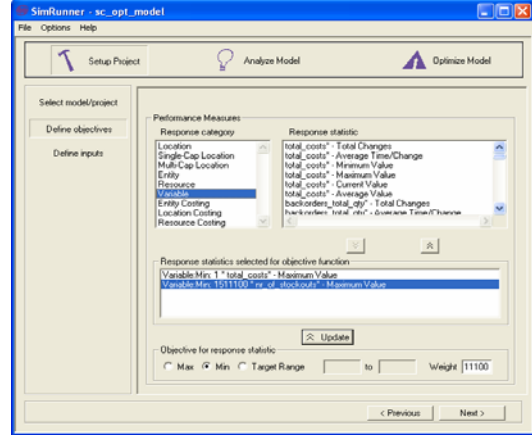 SimRunner - sc_opt_model
File Options Help
Setup Project
Analyze Model
Optimize Model
Select model/project
Define objectives
Define inputs
Performance Measures
Response category
Response statistic
Location
Single-Cap Location
Multi-Cap Location
Entity
Resource
Variable
Entity Costing
Location Costing
Resource Costing
total_costs" - Total Changes
total_costs" - Average Time/Change
total_costs" - Minimum Value
total_costs" - Maximum Value
total_costs" - Current Value
total_costs" - Average Value
backorders_total_qty" - Total Changes
backorders_total_qty" - Average Time/Change
Response statistics selected for objective function
Variable:Min: 1 * total_costs" - Maximum Value
Variable:Min: 1511100 * nr_of_stockouts" - Maximum Value
Update
Objective for response statistic
Max Min Target Range to Weight 11100
< Previous Next >